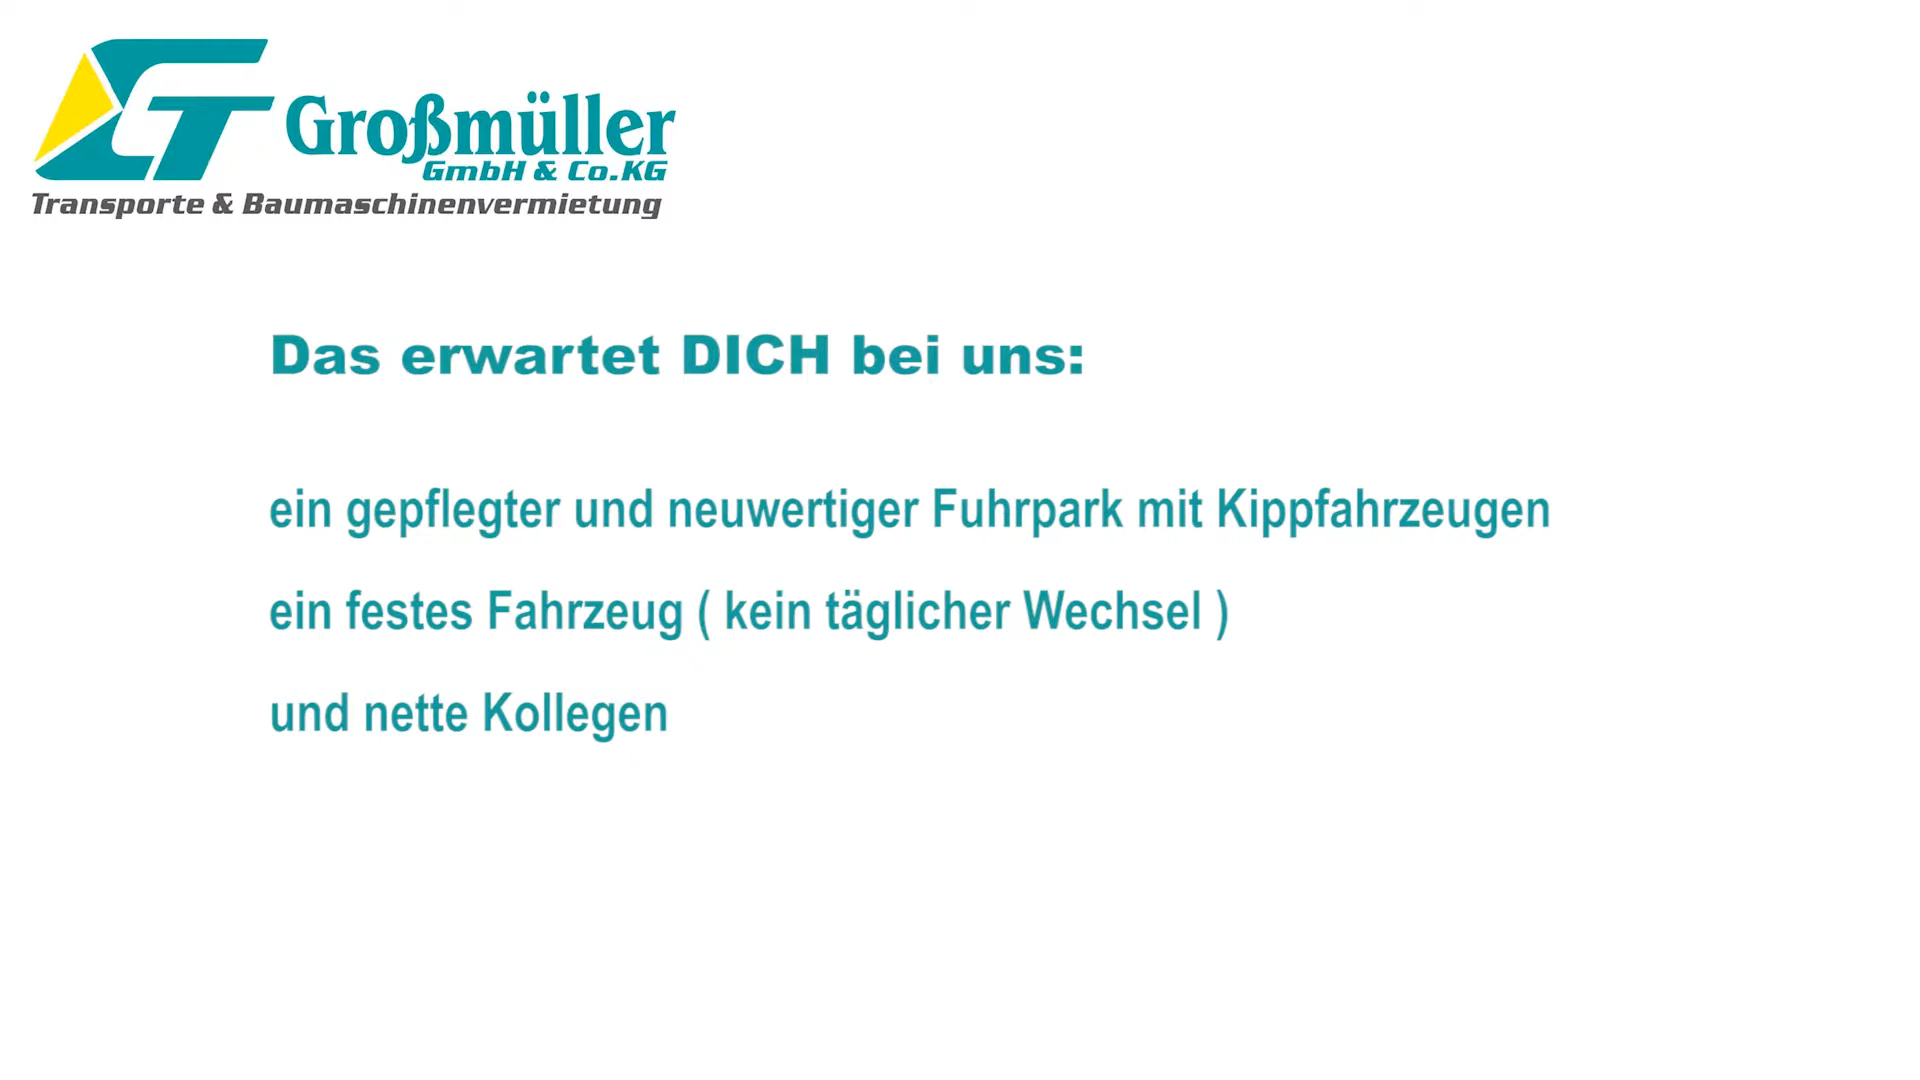 Großmüller
GmbH & Co.KG
Transporte & Baumaschinenvermietung
Das erwartet DICH bei uns:
ein gepflegter und neuwertiger Fuhrpark mit Kippfahrzeugen
ein festes Fahrzeug ( kein täglicher Wechsel )
und nette Kollegen